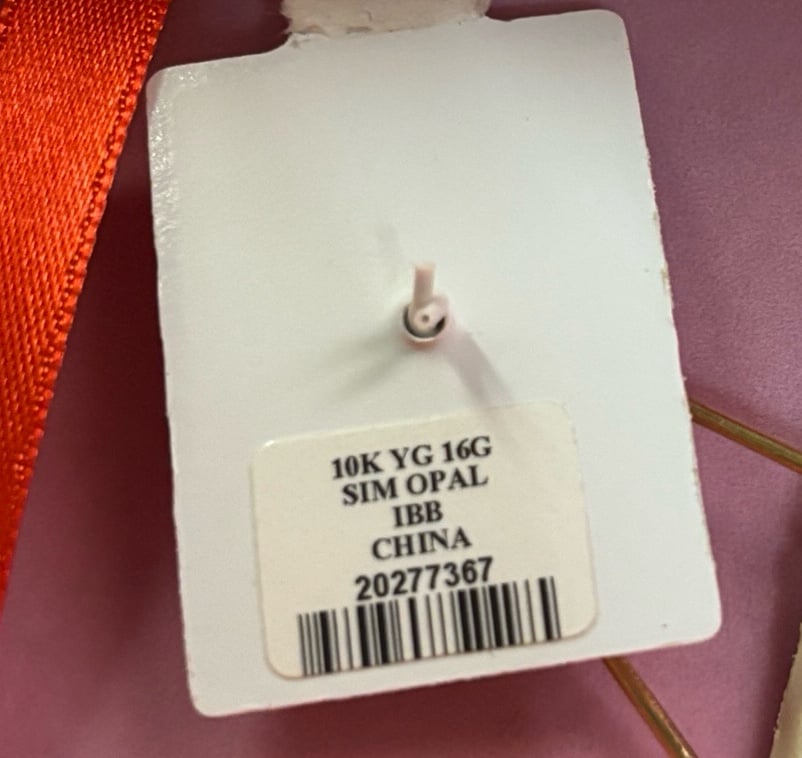 10K YG 16G
SIM OPAL
IBB
CHINA
20277367